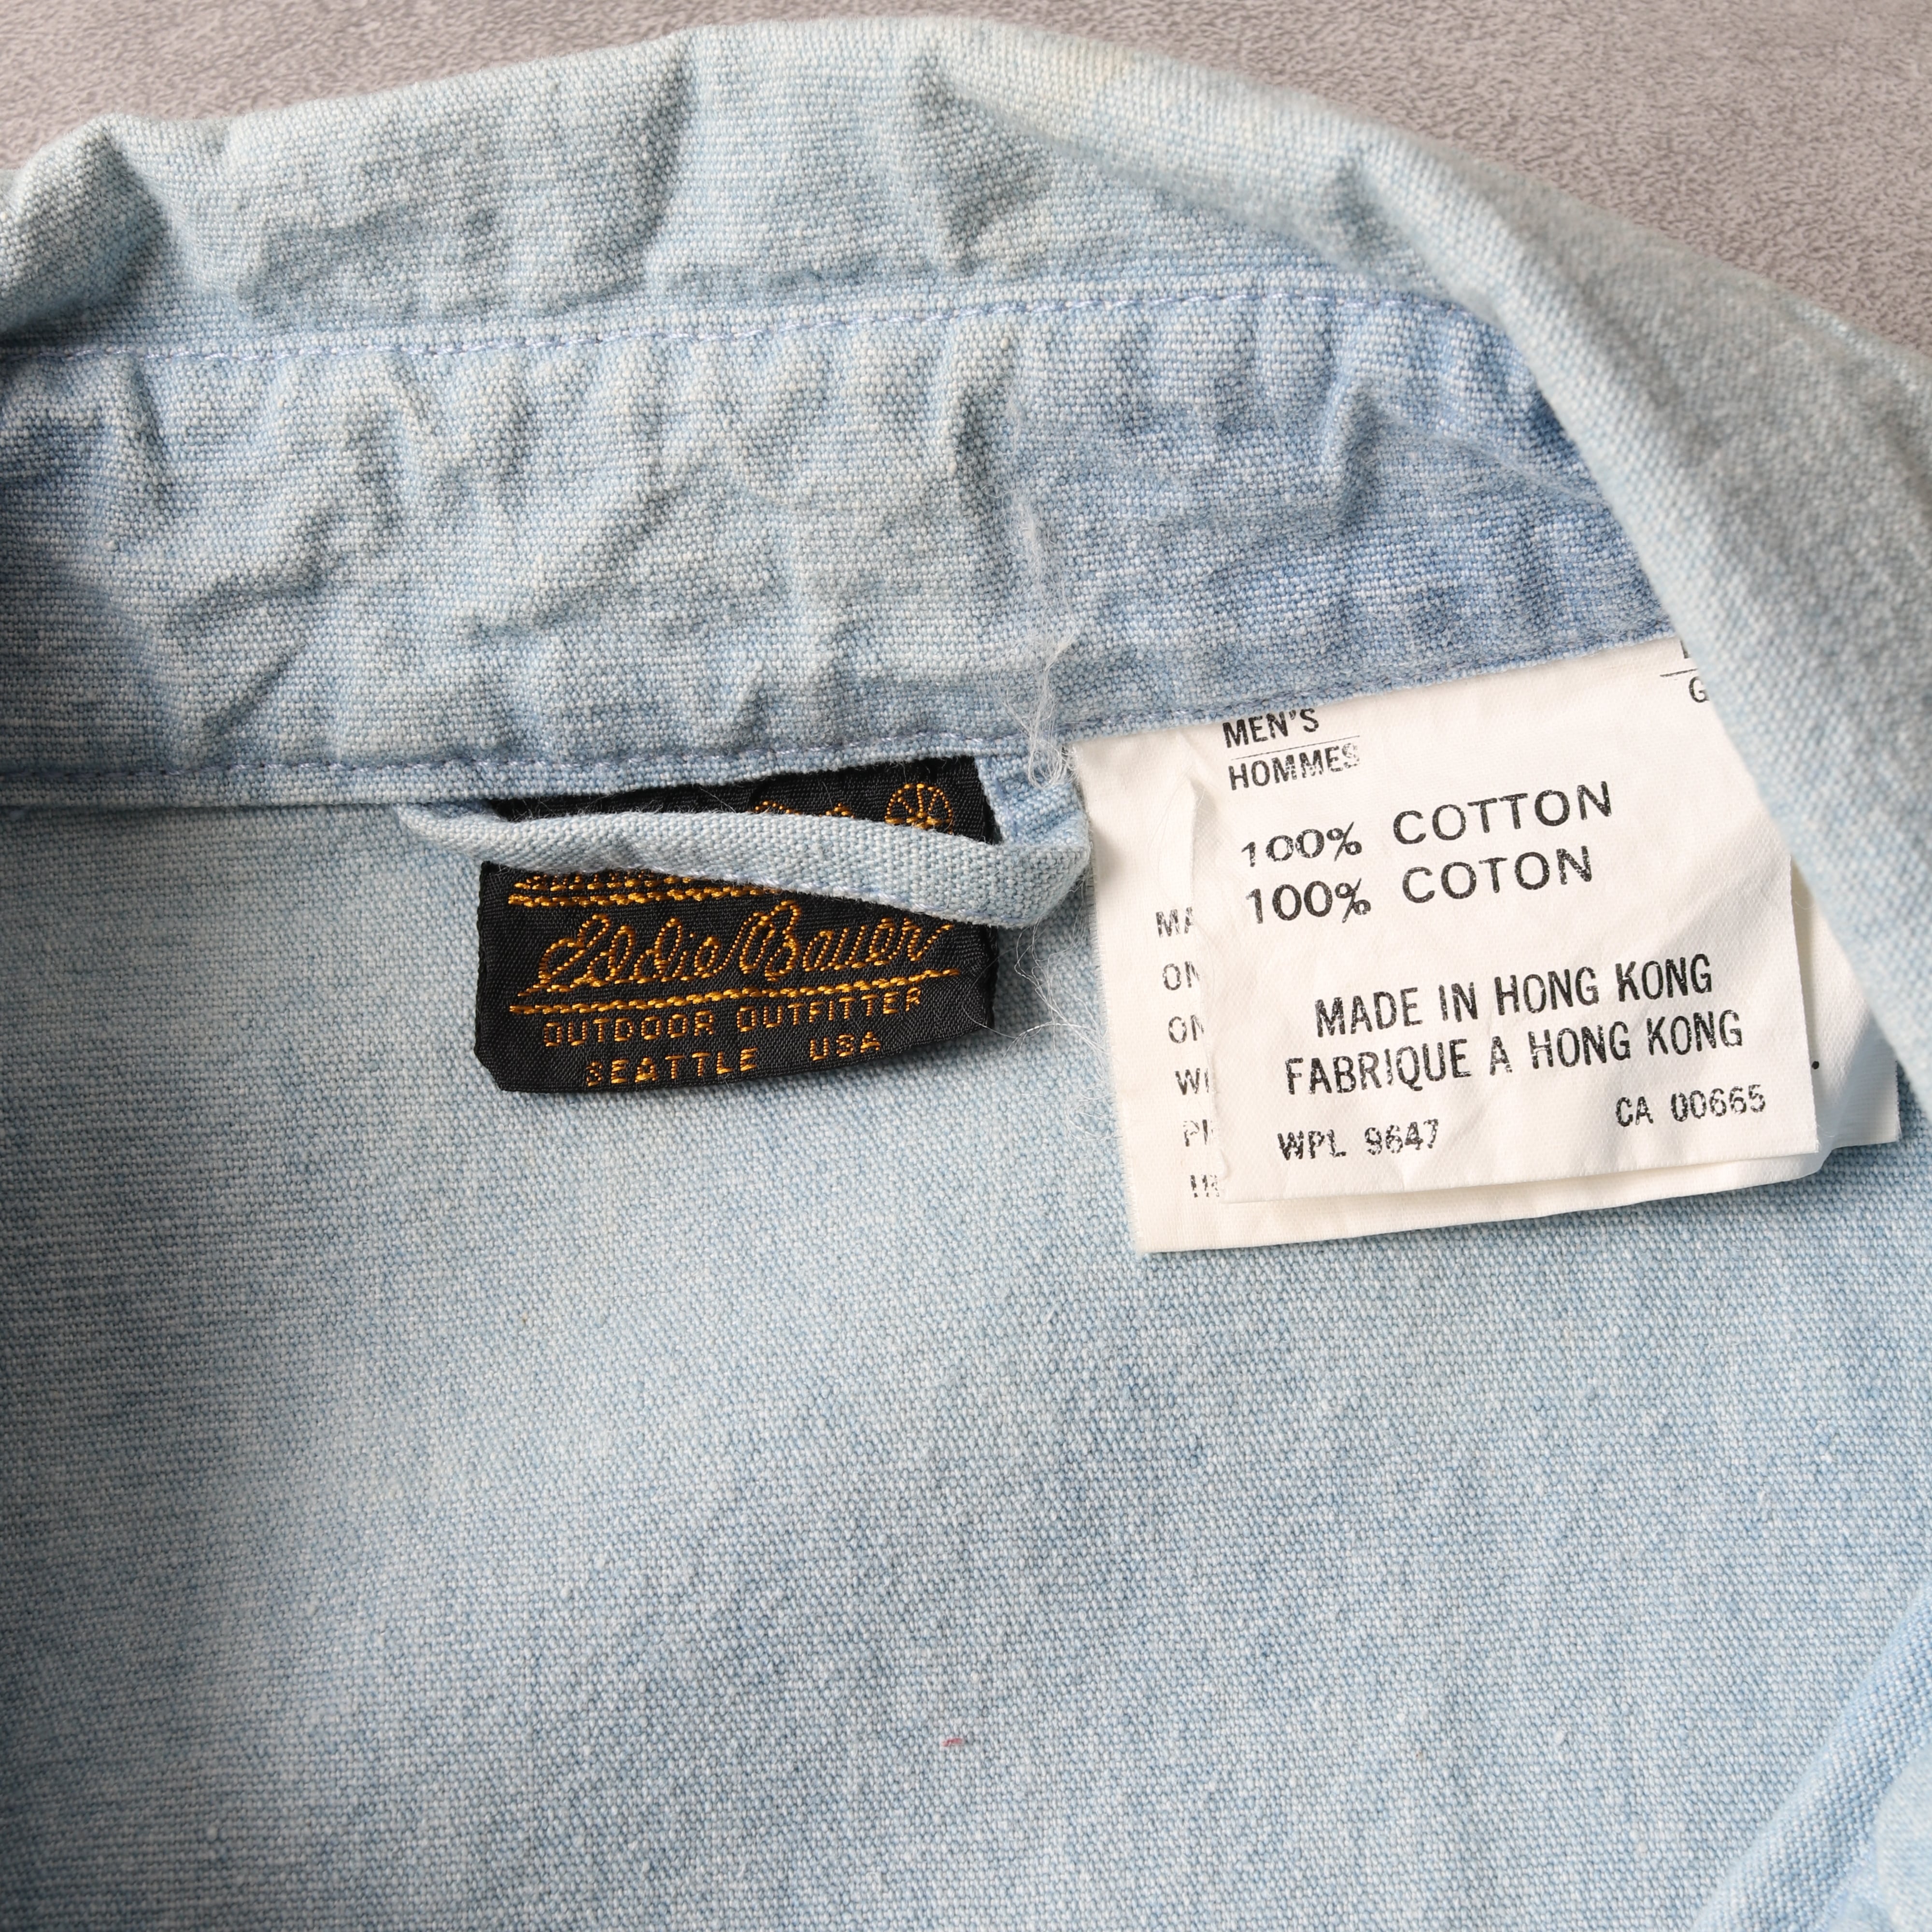 Eddie Bauer
OUTDOOR OUTFITTER
SEATTLE USA
MEN'S
HOMMES
100% COTTON
100% COTON
MADE IN HONG KONG
FABRIQUE A HONG KONG
CA 00665
WPL 9647